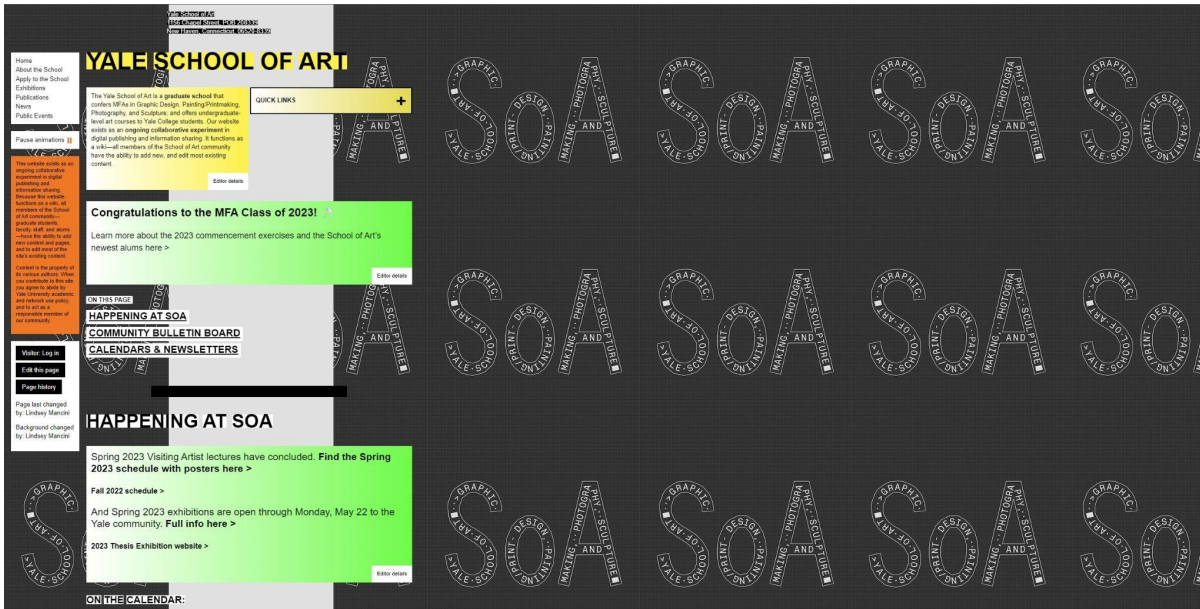 Yale School of Art
1156 Chapel Street, POB 208339
New Haven, Connecticut, 06520-8339
Home
About the School
Apply to the School
Exhibitions
Publications
News
Public Events
Pause animations
This website exists as an
ongoing collaborative
experiment in digital
publishing and
information sharing.
Because this website
functions as a wiki, all
members of the School
of Art community—
graduate students,
faculty, staff, and alums
—have the ability to add
new content and pages,
and to edit most of the
site's existing content.
Content is the property of
its various authors. When
you contribute to this site,
you agree to abide by
Yale University academic
and network use policy,
and to act as a
responsible member of
our community.
Visitor: Log in
Edit this page
Page history
Page last changed
by: Lindsey Mancini
Background changed
by: Lindsey Mancini
YALE SCHOOL OF ART
The Yale School of Art is a graduate school that
confers MFAs in Graphic Design, Painting/Printmaking,
Photography, and Sculpture; and offers undergraduate-
level art courses to Yale College students. Our website
exists as an ongoing collaborative experiment in
digital publishing and information sharing. It functions as
a wiki—all members of the School of Art community
have the ability to add new, and edit most existing
content.
Editor details
QUICK LINKS +
Congratulations to the MFA Class of 2023!
Learn more about the 2023 commencement exercises and the School of Art's
newest alums here >
Editor details
ON THIS PAGE
HAPPENING AT SOA
COMMUNITY BULLETIN BOARD
CALENDARS & NEWSLETTERS
HAPPENING AT SOA
Spring 2023 Visiting Artist lectures have concluded. Find the Spring
2023 schedule with posters here >
Fall 2022 schedule >
And Spring 2023 exhibitions are open through Monday, May 22 to the
Yale community. Full info here >
2023 Thesis Exhibition website >
Editor details
ON THE CALENDAR: